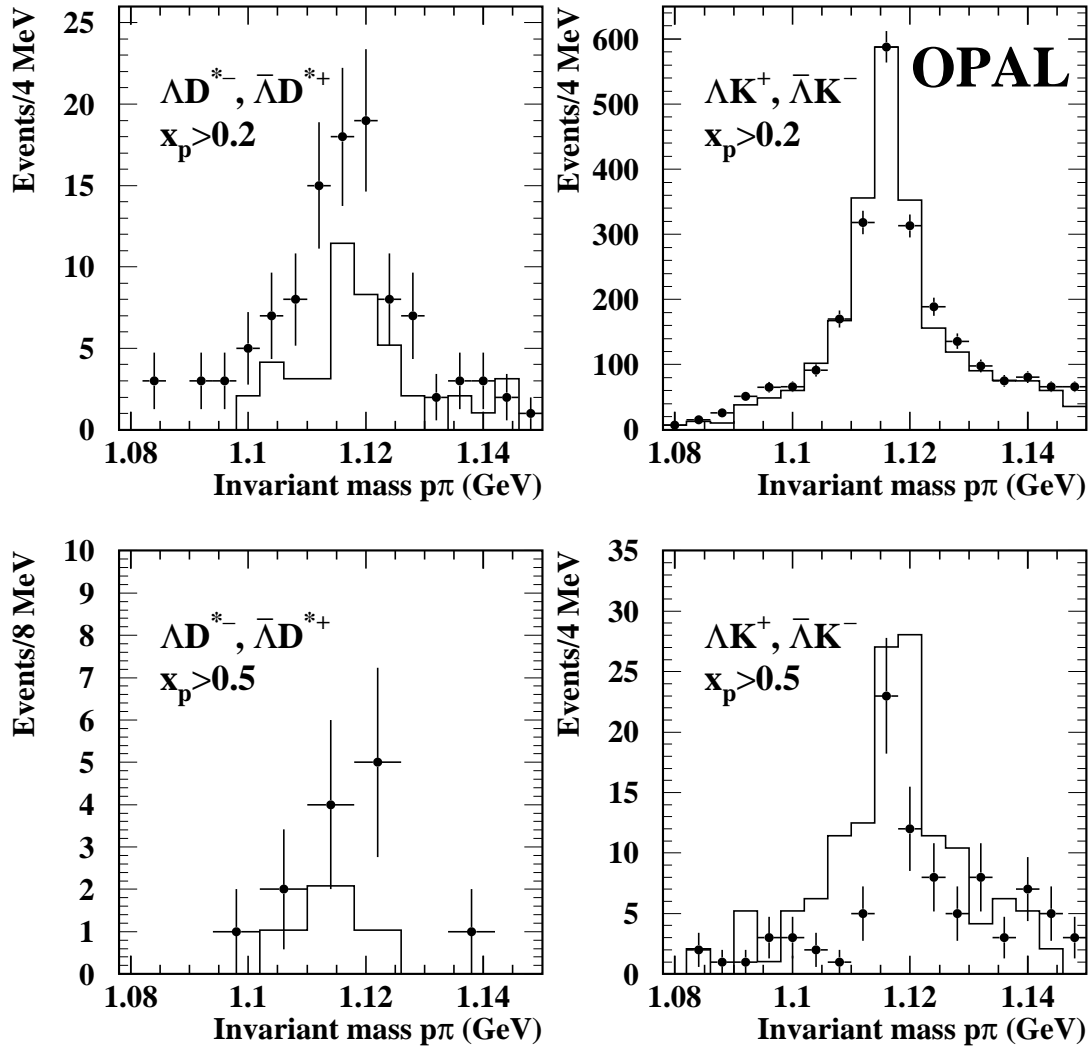 Events/4 MeV
25
20
15
10
5
0
ΛD*−, Λ̄D*+
xp>0.2
1.08 1.1 1.12 1.14
Invariant mass pπ (GeV)
Events/4 MeV
600
500
400
300
200
100
0
ΛK+, Λ̄K−
xp>0.2
OPAL
1.08 1.1 1.12 1.14
Invariant mass pπ (GeV)
Events/8 MeV
10
9
8
7
6
5
4
3
2
1
0
ΛD*−, Λ̄D*+
xp>0.5
1.08 1.1 1.12 1.14
Invariant mass pπ (GeV)
Events/4 MeV
35
30
25
20
15
10
5
0
ΛK+, Λ̄K−
xp>0.5
1.08 1.1 1.12 1.14
Invariant mass pπ (GeV)